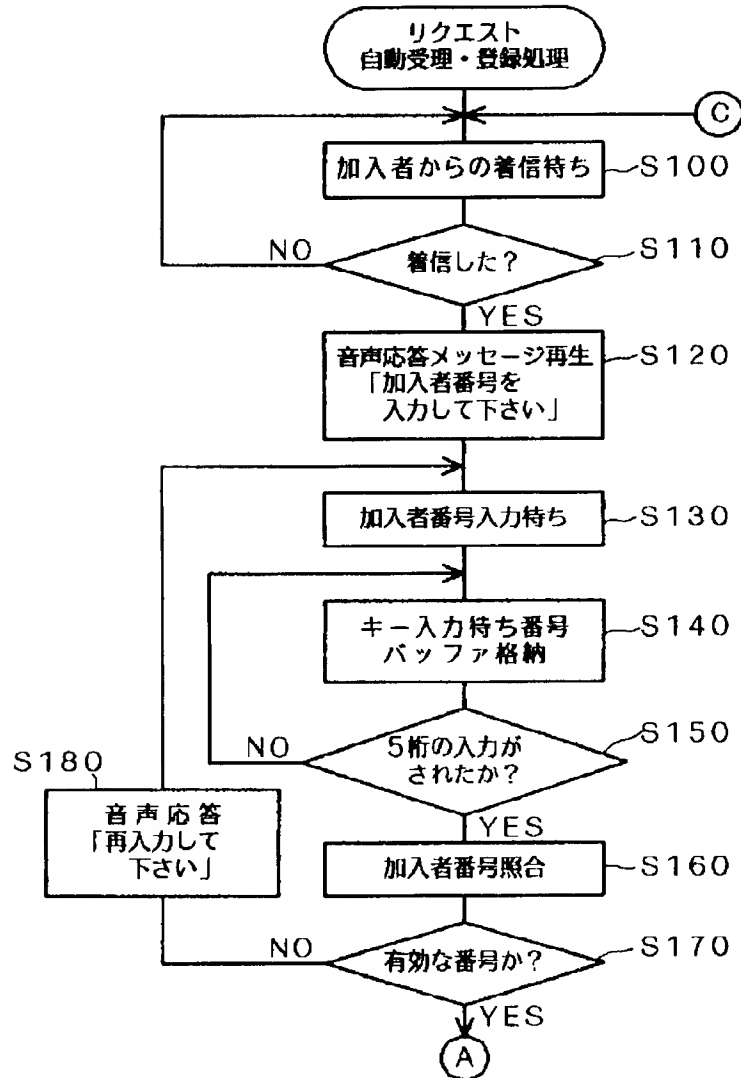 リクエスト
自動受理・登録処理
C
加入者からの着信待ち
S100
NO
着信した?
S110
YES
音声応答メッセージ再生
「加入者番号を
入力して下さい」
S120
加入者番号入力待ち
S130
キー入力待ち番号
バッファ格納
S140
NO
5桁の入力が
されたか?
S150
S180
音声応答
「再入力して
下さい」
YES
加入者番号照合
S160
NO
有効な番号か?
S170
YES
A